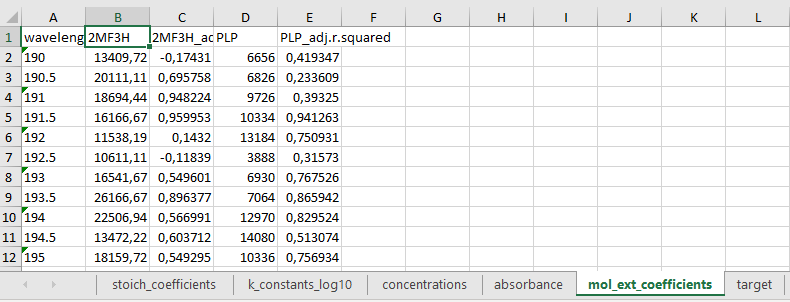 A B C D E F G H I J K L
1 waveleng 2MF3H 2MF3H_ad PLP PLP_adj.r.squared
2 190 13409,72 -0,17431 6656 0,419347
3 190.5 20111,11 0,695758 6826 0,233609
4 191 18694,44 0,948224 9726 0,39325
5 191.5 16166,67 0,959953 10334 0,941263
6 192 11538,19 0,1432 13184 0,750931
7 192.5 10611,11 -0,11839 3888 0,31573
8 193 16541,67 0,549601 6930 0,767526
9 193.5 26166,67 0,896377 7064 0,865942
10 194 22506,94 0,566991 12970 0,829524
11 194.5 13472,22 0,603712 14080 0,513074
12 195 18159,72 0,549295 10336 0,756934
stoich_coefficients k_constants_log10 concentrations absorbance mol_ext_coefficients target